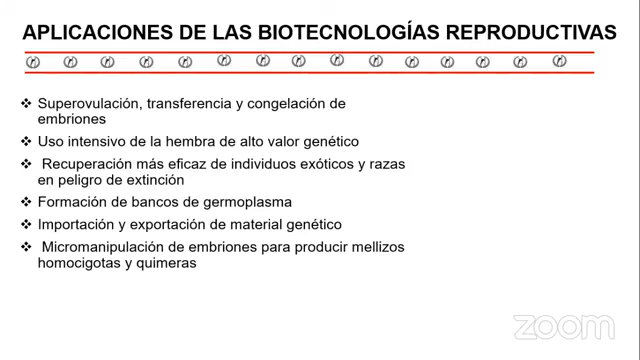 APLICACIONES DE LAS BIOTECNOLOGÍAS REPRODUCTIVAS
❖ Superovulación, transferencia y congelación de
embriones
❖ Uso intensivo de la hembra de alto valor genético
❖ Recuperación más eficaz de individuos exóticos y razas
en peligro de extinción
❖ Formación de bancos de germoplasma
❖ Importación y exportación de material genético
❖ Micromanipulación de embriones para producir mellizos
homocigotas y quimeras
zoom